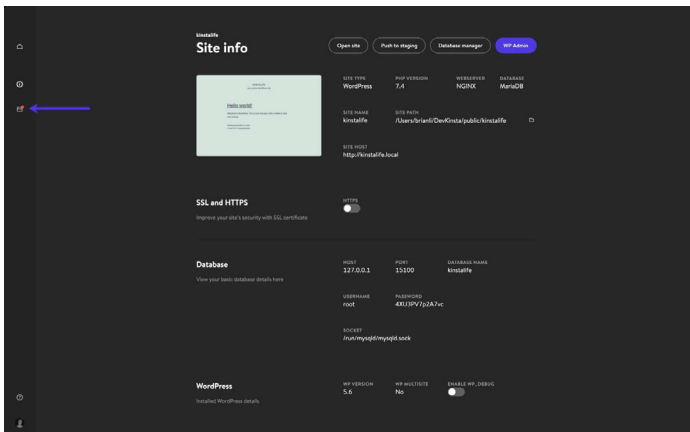 kinstalife
Site info
Open site
Push to staging
Database manager
WP Admin
Hello world!
SITE TYPE
PHP VERSION
WEBSERVER
DATABASE
WordPress
7.4
NGINX
MariaDB
SITE NAME
SITE PATH
kinstalife
/Users/brianli/DevKinsta/public/kinstalife
SITE HOST
http://kinstalife.local
SSL and HTTPS
HTTPS
Improve your site's security with SSL certificate
Database
HOST
PORT
DATABASE NAME
View your basic database details here
127.0.0.1
15100
kinstalife
USERNAME
PASSWORD
root
4XU3PV7p2A7vc
SOCKET
/run/mysqld/mysqld.sock
WordPress
WP VERSION
WP MULTISITE
ENABLE WP_DEBUG
Installed WordPress details
5.6
No